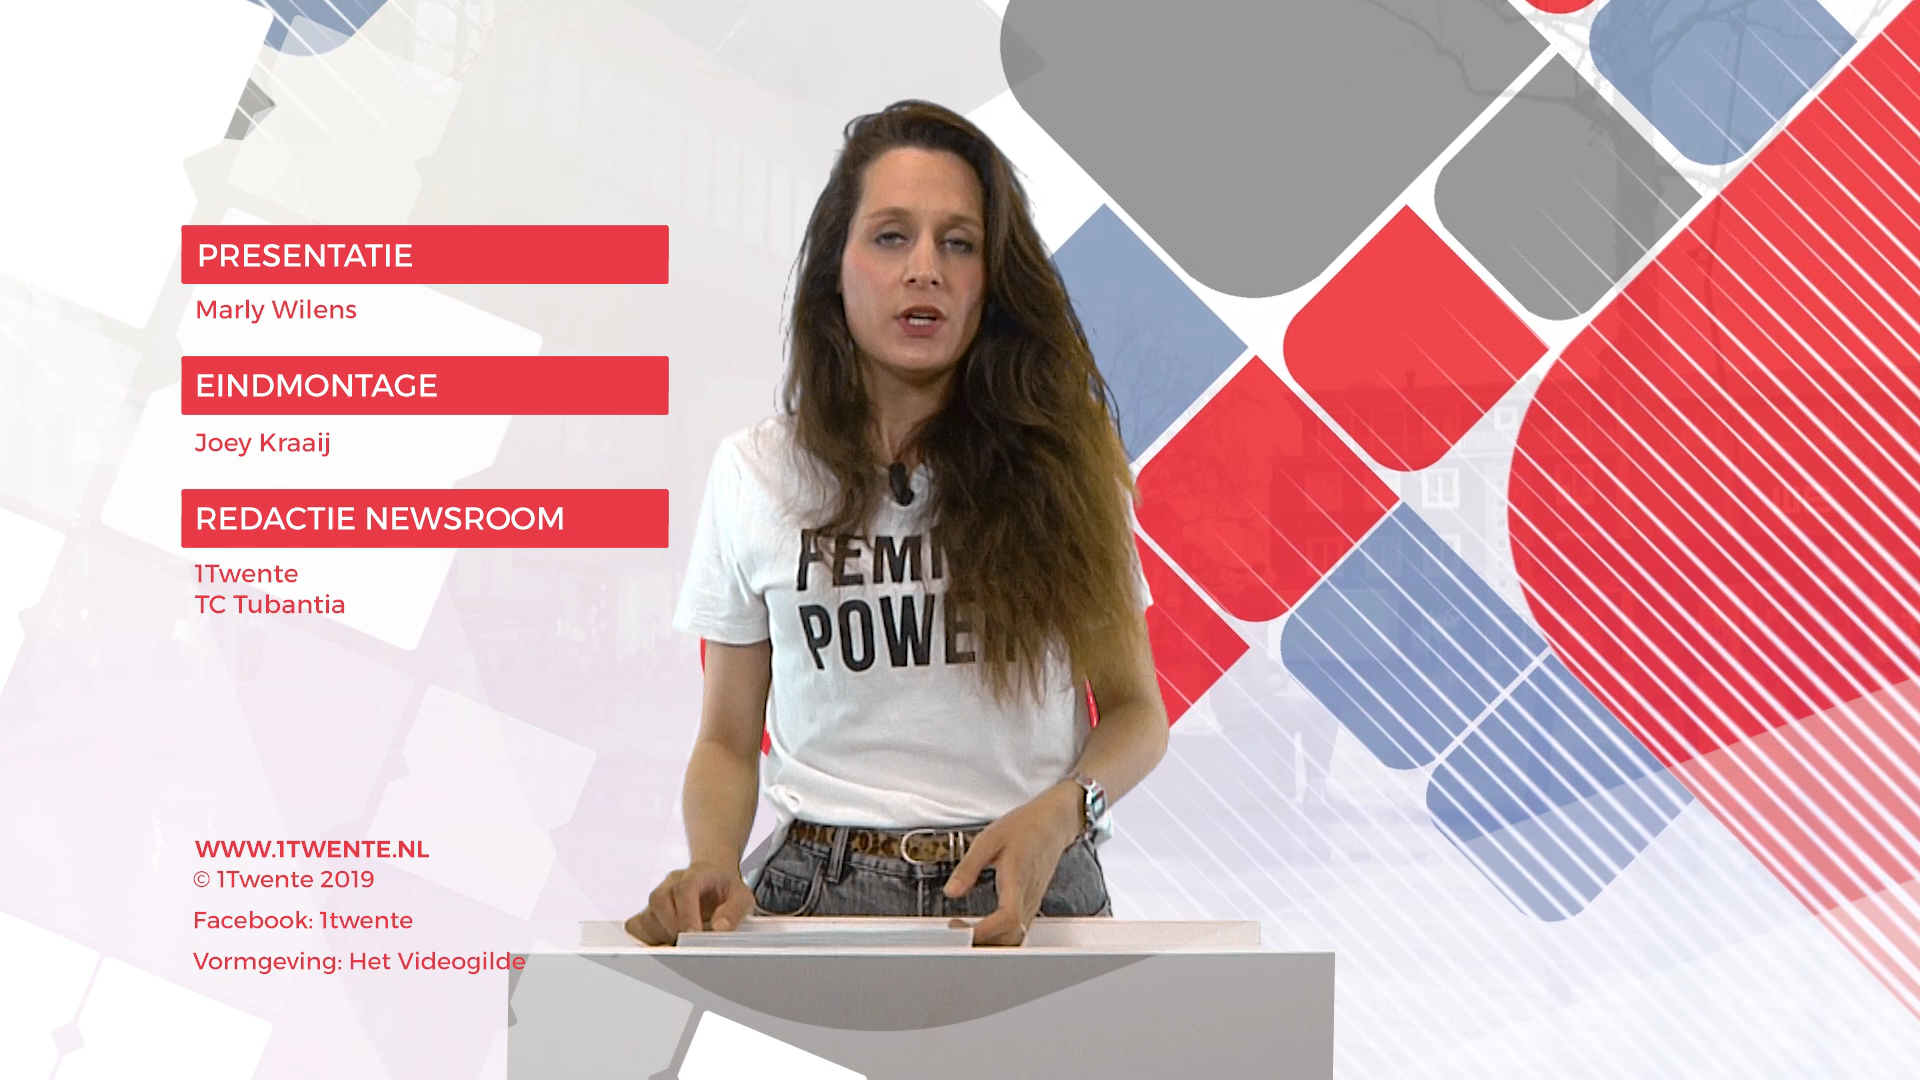 PRESENTATIE
Marly Wilens
EINDMONTAGE
Joey Kraaij
REDACTIE NEWSROOM
1Twente
TC Tubantia
POWER
WWW.1TWENTE.NL
© 1Twente 2019
Facebook: 1twente
Vormgeving: Het Videogilde